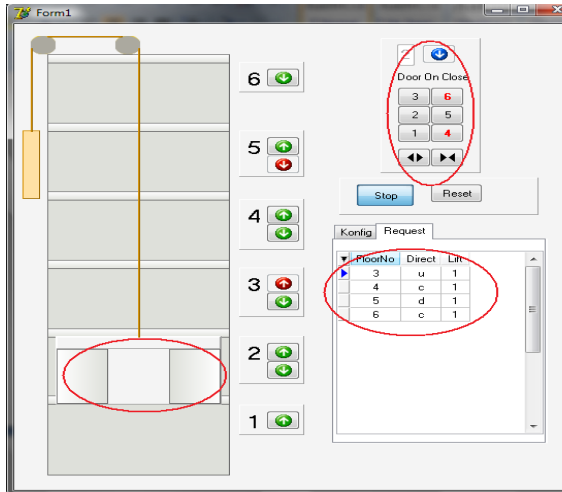 Form1
6
5
4
3
2
1
2
Door On Close
3 6
2 5
1 4
Stop Reset
Konfig Request
FloorNo Direct Lift
3 u 1
4 c 1
5 d 1
6 c 1